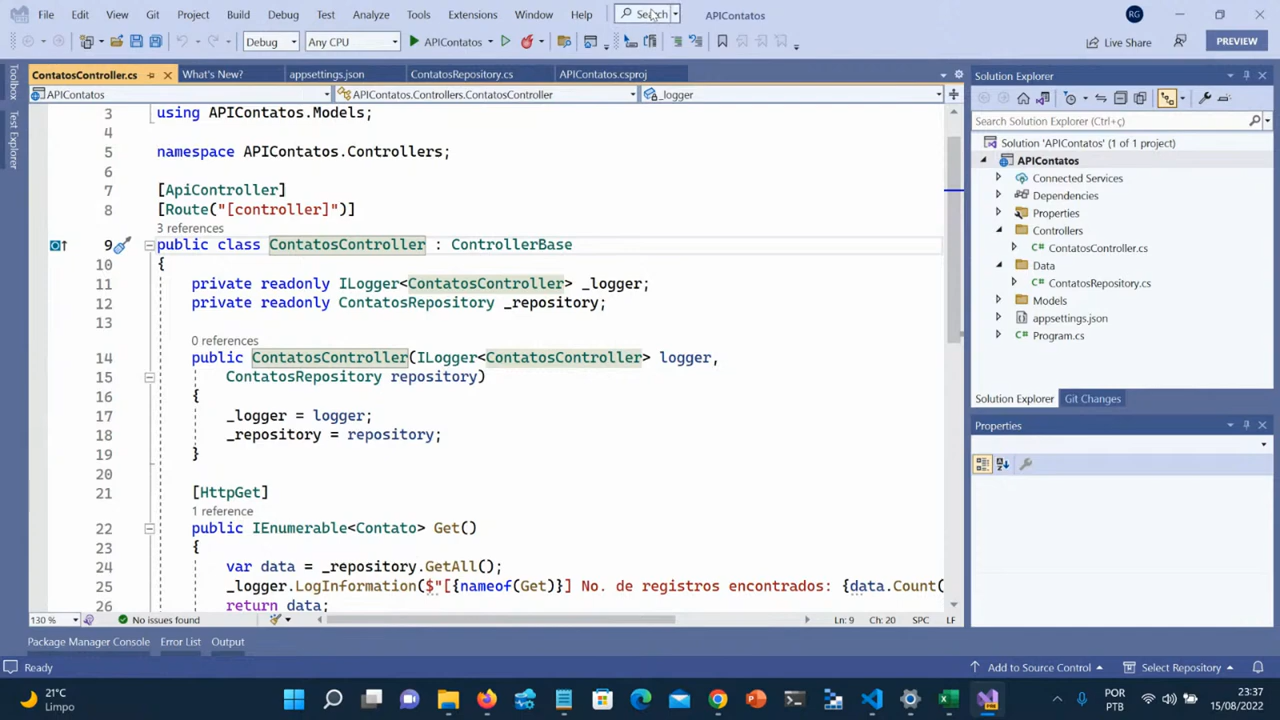 File Edit View Git Project Build Debug Test Analyze Tools Extensions Window Help Search APIContatos RG
Debug Any CPU APIContatos Live Share PREVIEW
ContatosController.cs What's New? appsettings.json ContatosRepository.cs APIContatos.csproj
APIContatos APIContatos.Controllers.ContatosController _logger
Toolbox
Test Explorer
3 using APIContatos.Models;
4
5 namespace APIContatos.Controllers;
6
7 [ApiController]
8 [Route("[controller]")]
3 references
9 public class ContatosController : ControllerBase
10 {
11 private readonly ILogger<ContatosController> _logger;
12 private readonly ContatosRepository _repository;
13
0 references
14 public ContatosController(ILogger<ContatosController> logger,
15 ContatosRepository repository)
16 {
17 _logger = logger;
18 _repository = repository;
19 }
20
21 [HttpGet]
1 reference
22 public IEnumerable<Contato> Get()
23 {
24 var data = _repository.GetAll();
25 _logger.LogInformation($"[{nameof(Get)}] No. de registros encontrados: {data.Count(
26 return data;
130 % No issues found Ln: 9 Ch: 20 SPC LF
Package Manager Console Error List Output
Solution Explorer
Search Solution Explorer (Ctrl+ç)
Solution 'APIContatos' (1 of 1 project)
APIContatos
Connected Services
Dependencies
Properties
Controllers
C# ContatosController.cs
Data
C# ContatosRepository.cs
Models
appsettings.json
C# Program.cs
Solution Explorer Git Changes
Properties
Ready Add to Source Control Select Repository
21°C
Limpo
POR
PTB
23:37
15/08/2022